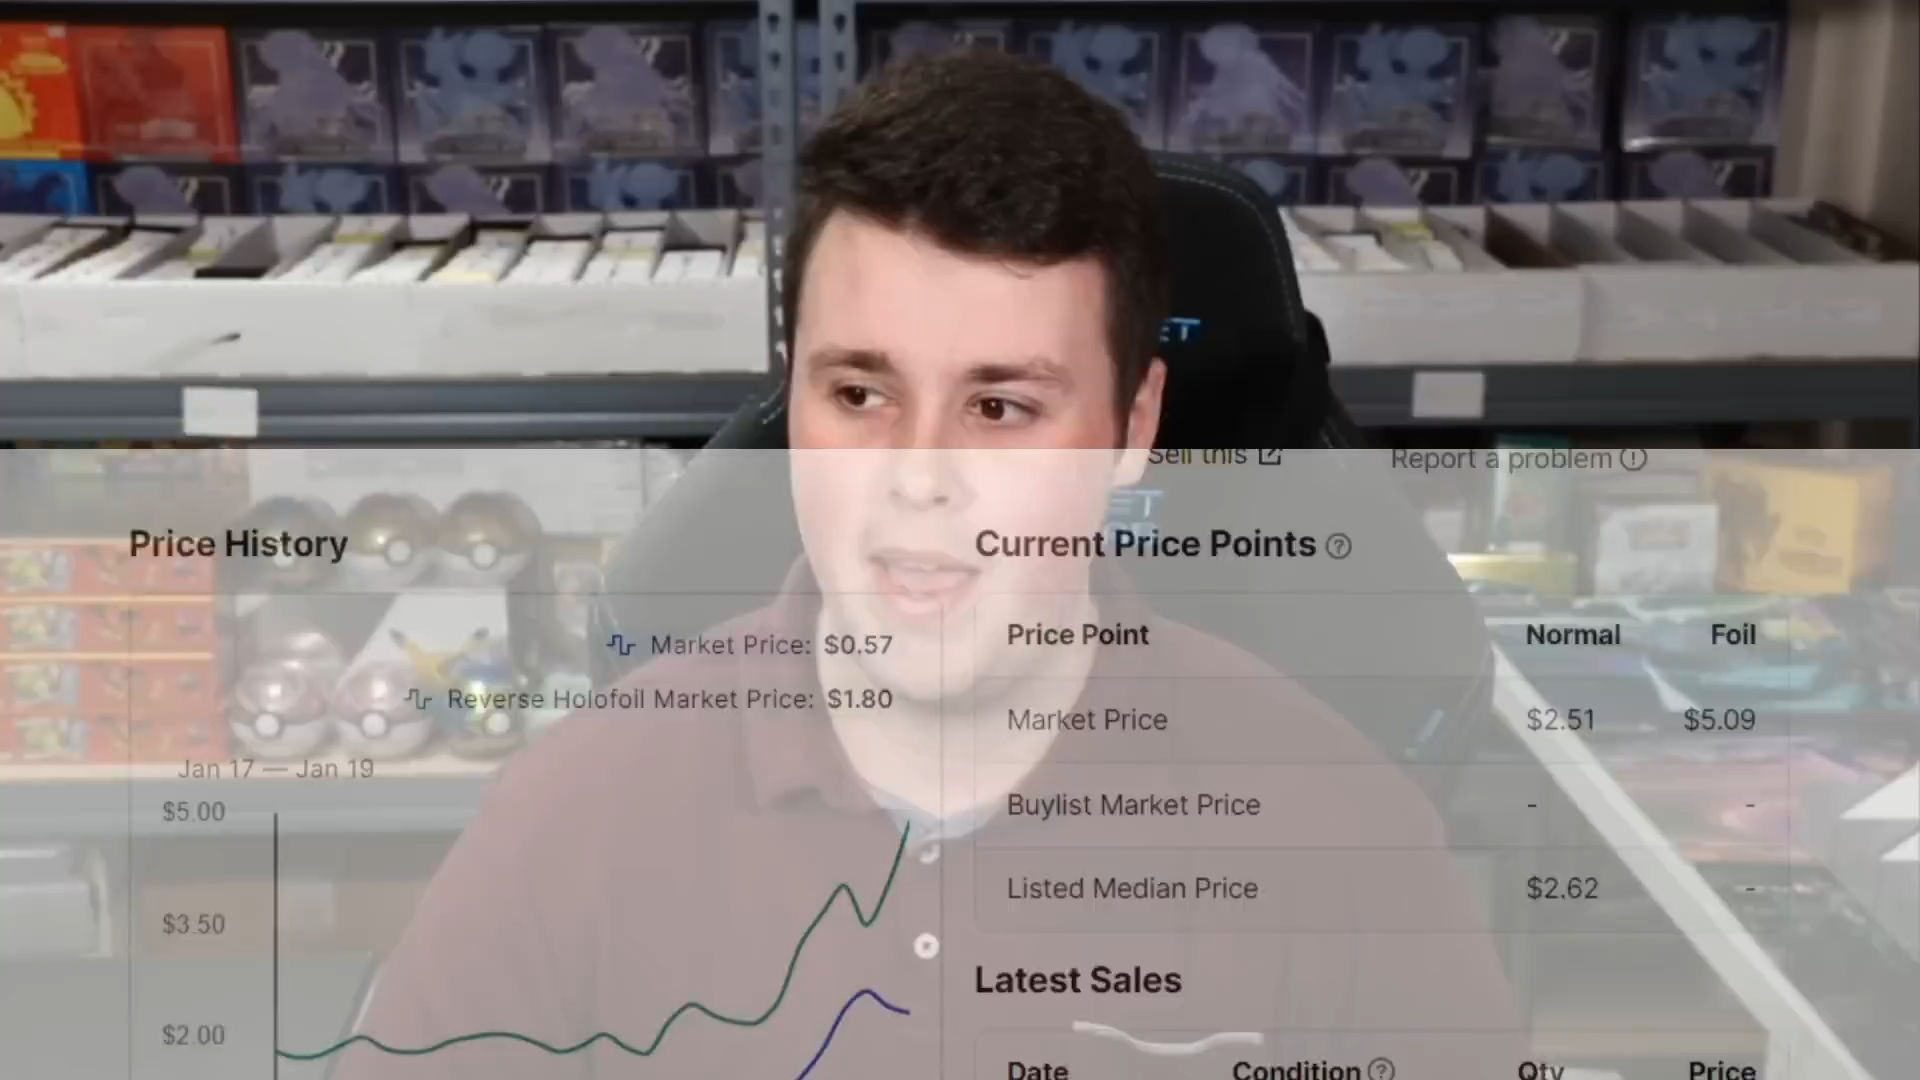 ET
Sell this
Report a problem
ET
Price History
Current Price Points
Market Price: $0.57
Reverse Holofoil Market Price: $1.80
Jan 17 — Jan 19
$5.00
$3.50
$2.00
Price Point Normal Foil
Market Price $2.51 $5.09
Buylist Market Price - -
Listed Median Price $2.62 -
Latest Sales
Date Condition Qty Price